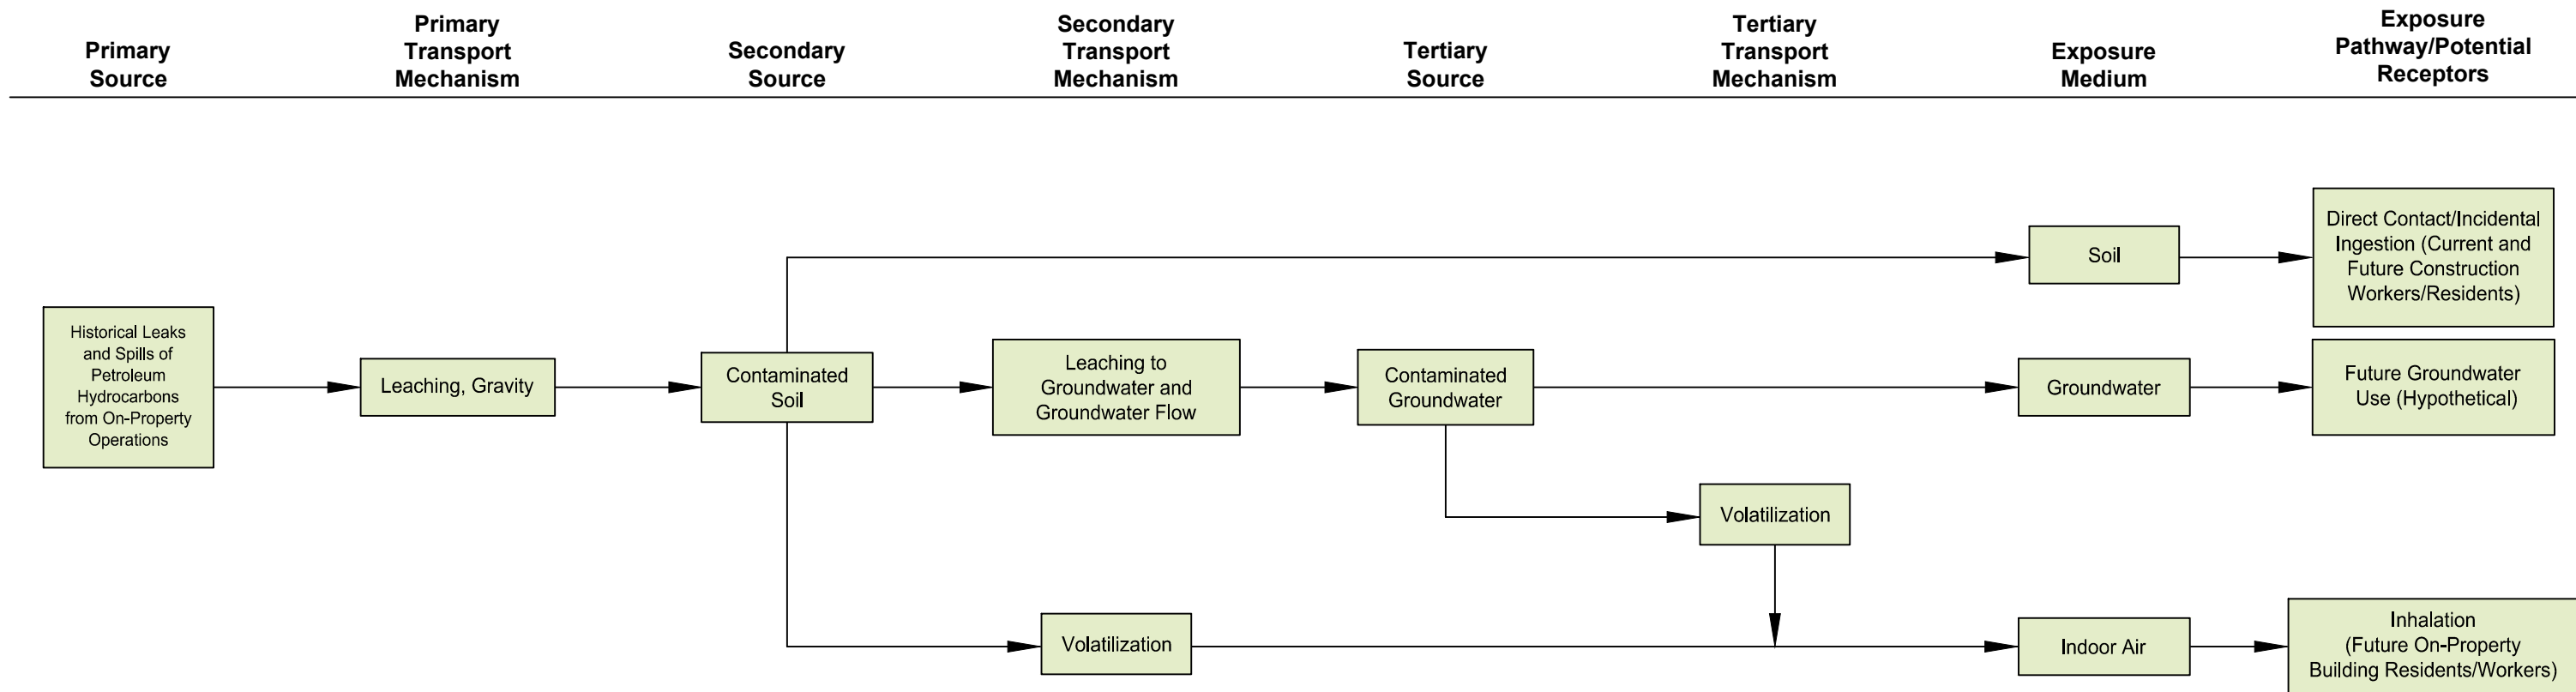 Primary
Source
Primary
Transport
Mechanism
Secondary
Source
Secondary
Transport
Mechanism
Tertiary
Source
Tertiary
Transport
Mechanism
Exposure
Medium
Exposure
Pathway/Potential
Receptors
Historical Leaks
and Spills of
Petroleum
Hydrocarbons
from On-Property
Operations
Leaching, Gravity
Contaminated
Soil
Leaching to
Groundwater and
Groundwater Flow
Contaminated
Groundwater
Volatilization
Volatilization
Soil
Direct Contact/Incidental
Ingestion (Current and
Future Construction
Workers/Residents)
Groundwater
Future Groundwater
Use (Hypothetical)
Indoor Air
Inhalation
(Future On-Property
Building Residents/Workers)